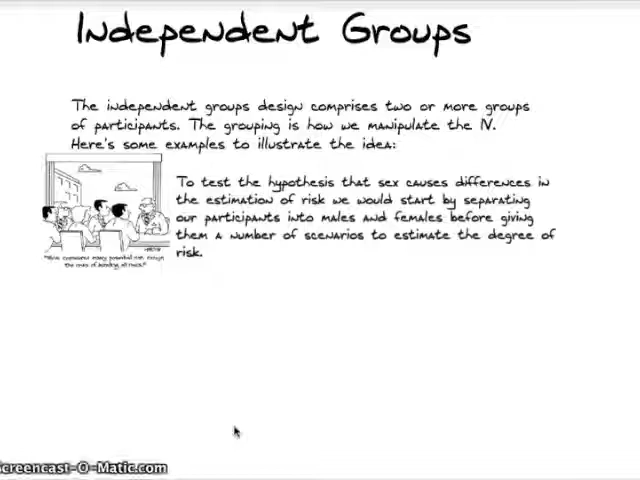 Independent Groups
The independent groups design comprises two or more groups
of participants. The grouping is how we manipulate the IV.
Here's some examples to illustrate the idea:
To test the hypothesis that sex causes differences in
the estimation of risk we would start by separating
our participants into males and females before giving
them a number of scenarios to estimate the degree of
risk.
Screencast-O-Matic.com